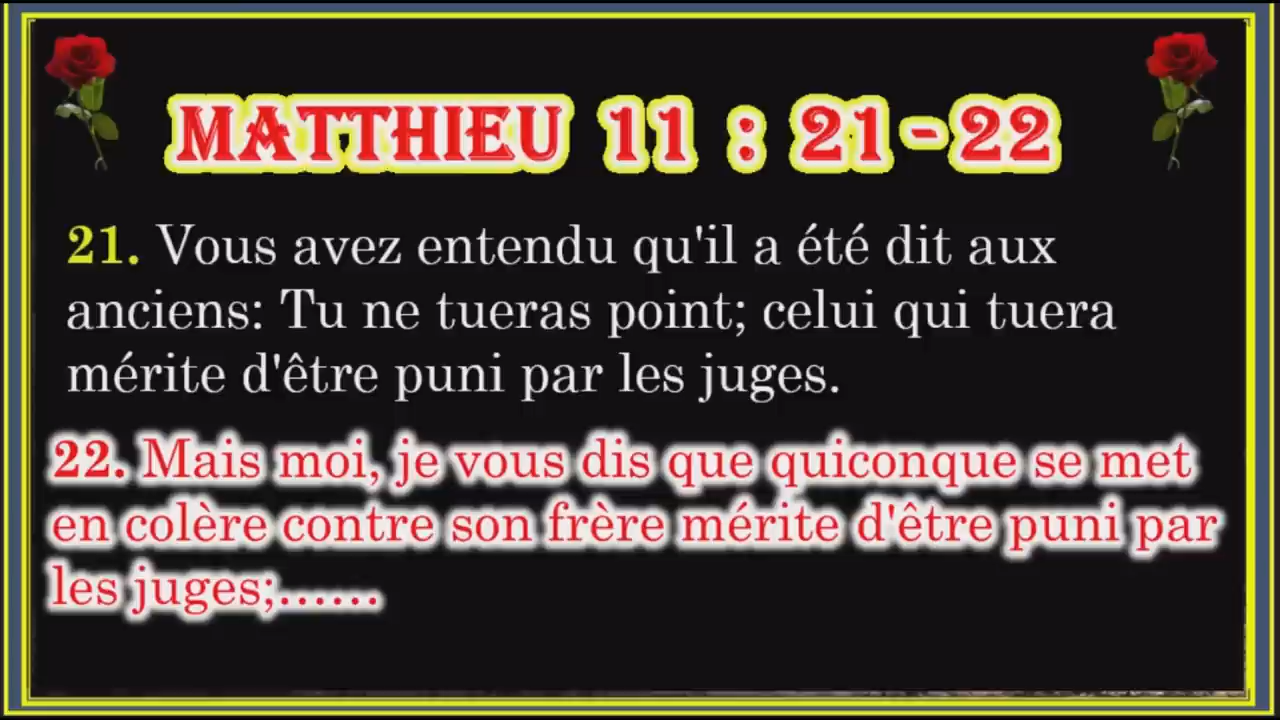 MATTHIEU 11 : 21-22
21. Vous avez entendu qu'il a été dit aux
anciens: Tu ne tueras point; celui qui tuera
mérite d'être puni par les juges.
22. Mais moi, je vous dis que quiconque se met
en colère contre son frère mérite d'être puni par
les juges;......